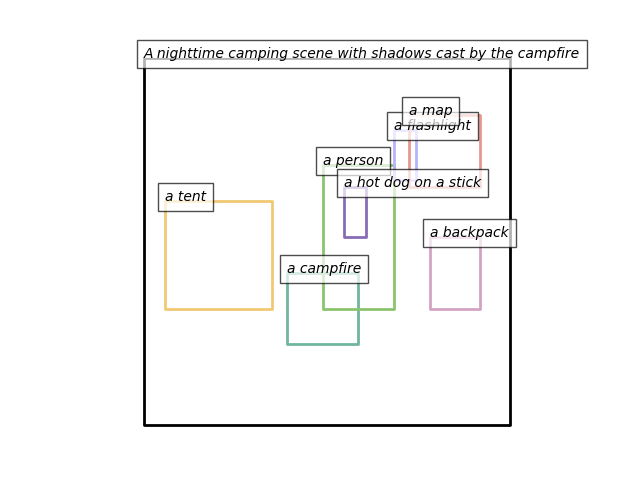 A nighttime camping scene with shadows cast by the campfire
a map
a flashlight
a person
a hot dog on a stick
a tent
a backpack
a campfire